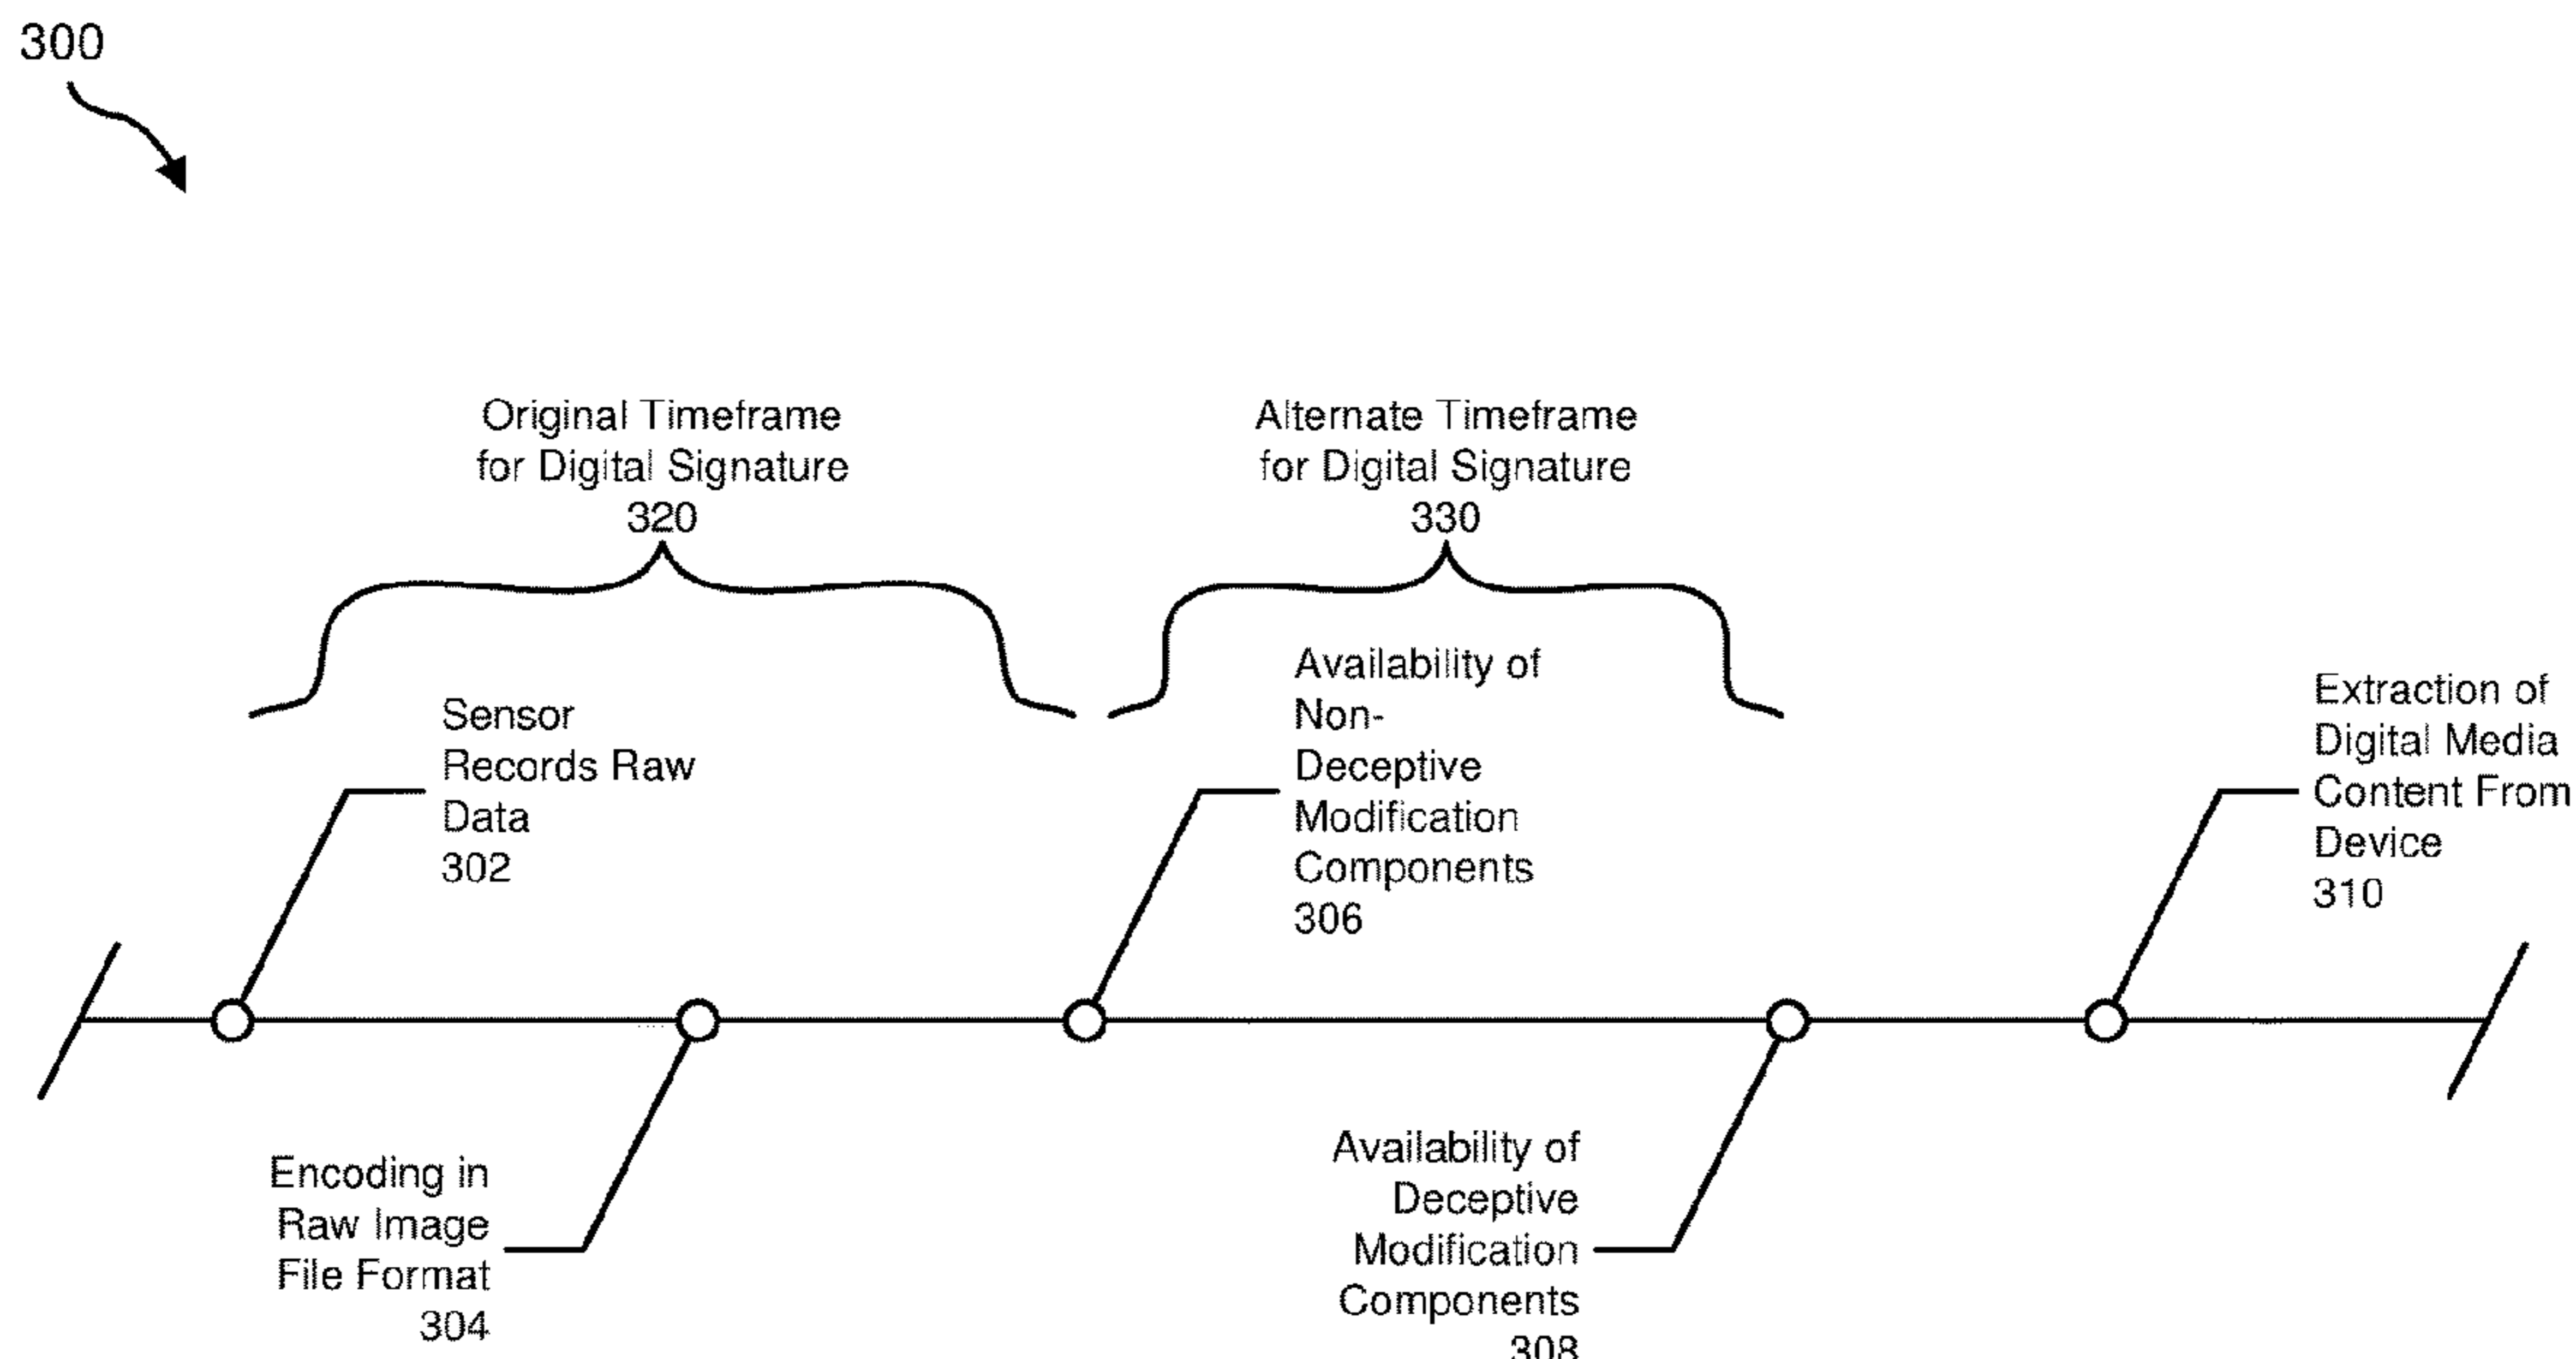 300
Original Timeframe
for Digital Signature
320
Alternate Timeframe
for Digital Signature
330
Sensor
Records Raw
Data
302
Availability of
Non-
Deceptive
Modification
Components
306
Extraction of
Digital Media
Content From
Device
310
Encoding in
Raw Image
File Format
304
Availability of
Deceptive
Modification
Components
308